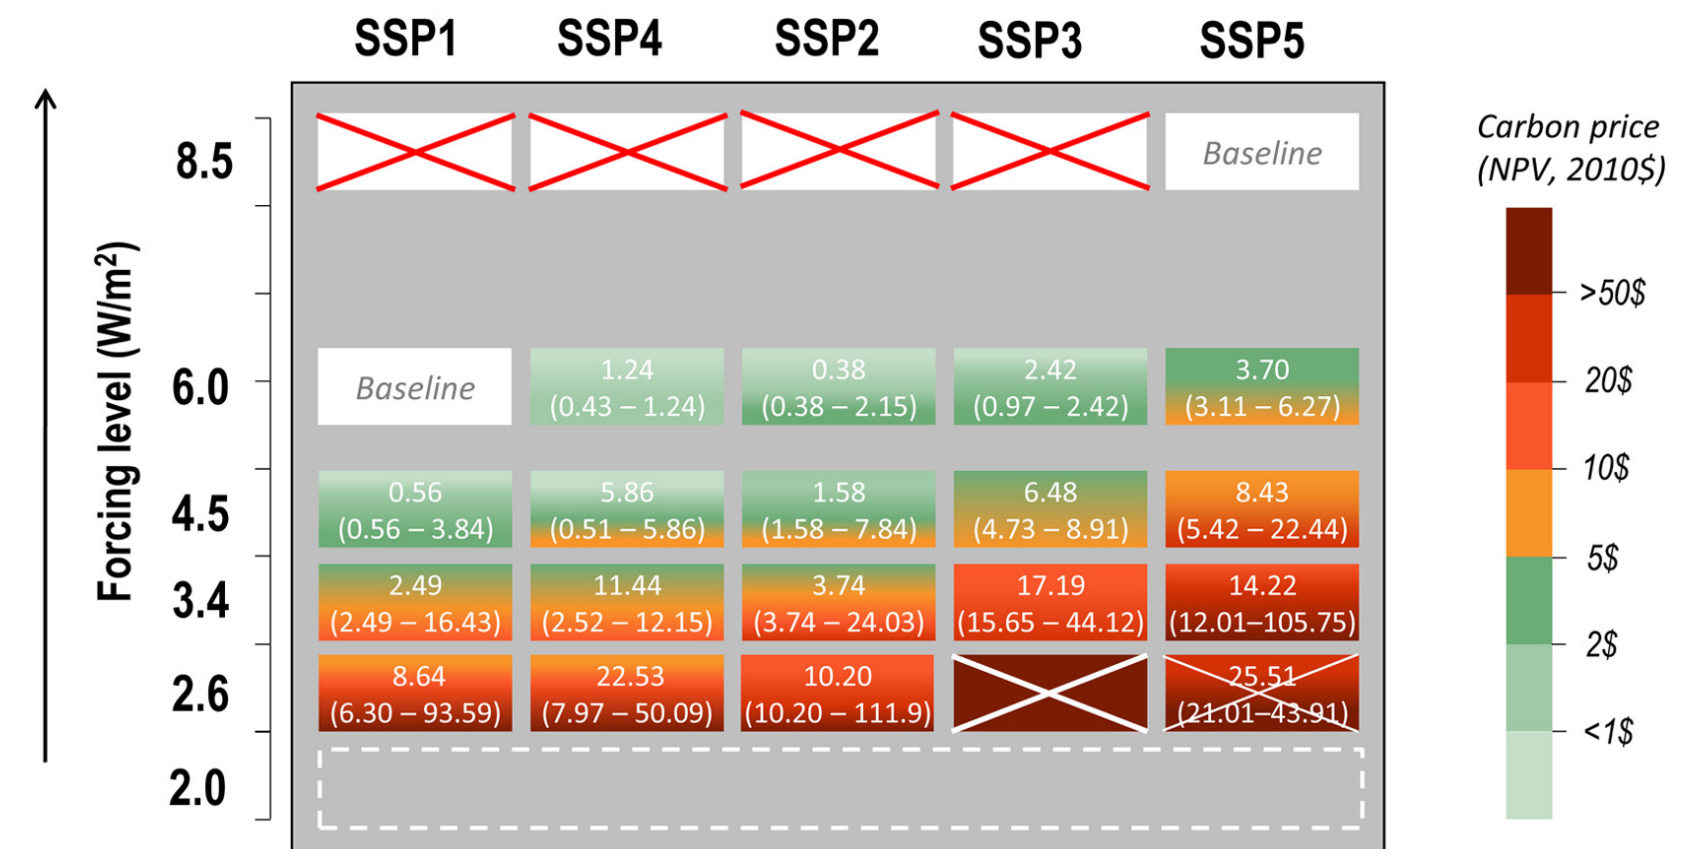 SSP1 SSP4 SSP2 SSP3 SSP5
Forcing level (W/m²)
8.5 Baseline
6.0 Baseline 1.24 0.38 2.42 3.70
(0.43 – 1.24) (0.38 – 2.15) (0.97 – 2.42) (3.11 – 6.27)
4.5 0.56 5.86 1.58 6.48 8.43
(0.56 – 3.84) (0.51 – 5.86) (1.58 – 7.84) (4.73 – 8.91) (5.42 – 22.44)
3.4 2.49 11.44 3.74 17.19 14.22
(2.49 – 16.43) (2.52 – 12.15) (3.74 – 24.03) (15.65 – 44.12) (12.01–105.75)
2.6 8.64 22.53 10.20 25.51
(6.30 – 93.59) (7.97 – 50.09) (10.20 – 111.9) (21.01–43.91)
2.0
Carbon price
(NPV, 2010$)
>50$
20$
10$
5$
2$
<1$